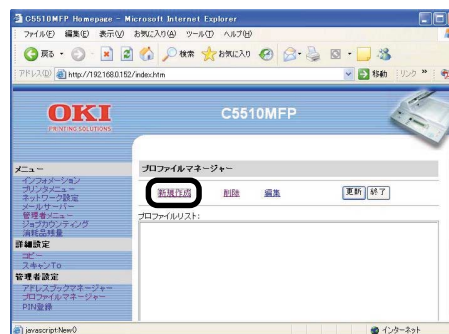 C5510MFP Homepage - Microsoft Internet Explorer
ファイル(F) 編集(E) 表示(V) お気に入り(A) ツール(T) ヘルプ(H)
戻る 検索 お気に入り
アドレス(D) http://192.168.0.152/index.htm 移動 リンク »
OKI
PRINTING SOLUTIONS
C5510MFP
メニュー
インフォメーション
プリンタメニュー
ネットワーク設定
メールサーバー
管理者メニュー
ジョブカウンティング
消耗品残量
詳細設定
コピー
スキャンTo
管理者設定
アドレスブックマネージャー
プロファイルマネージャー
PIN登録
プロファイルマネージャー
新規作成 削除 編集 更新 終了
プロファイルリスト:
javascript:New() インターネット